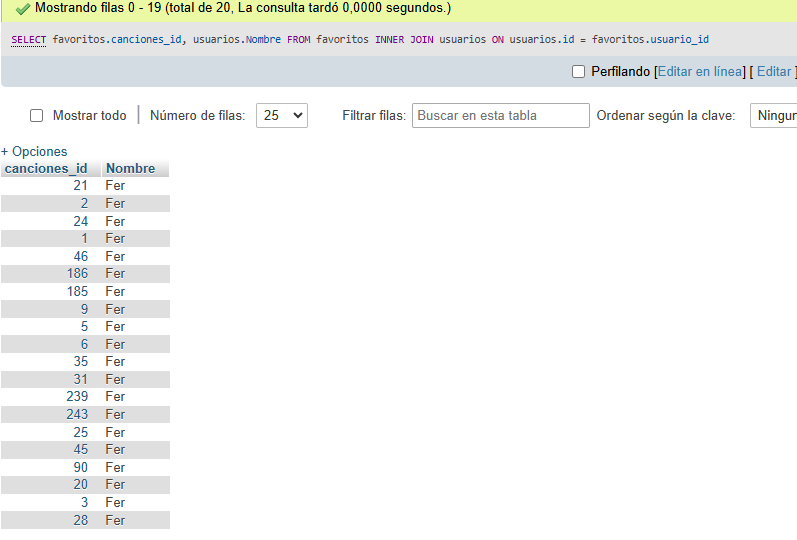 Mostrando filas 0 - 19 (total de 20, La consulta tardó 0,0000 segundos.)
SELECT favoritos.canciones_id, usuarios.Nombre FROM favoritos INNER JOIN usuarios ON usuarios.id = favoritos.usuario_id
Perfilando [Editar en línea] [ Editar ]
Mostrar todo | Número de filas: 25 Filtrar filas: Buscar en esta tabla Ordenar según la clave:
+ Opciones
canciones_id Nombre
21 Fer
2 Fer
24 Fer
1 Fer
46 Fer
186 Fer
185 Fer
9 Fer
5 Fer
6 Fer
35 Fer
31 Fer
239 Fer
243 Fer
25 Fer
45 Fer
90 Fer
20 Fer
3 Fer
28 Fer